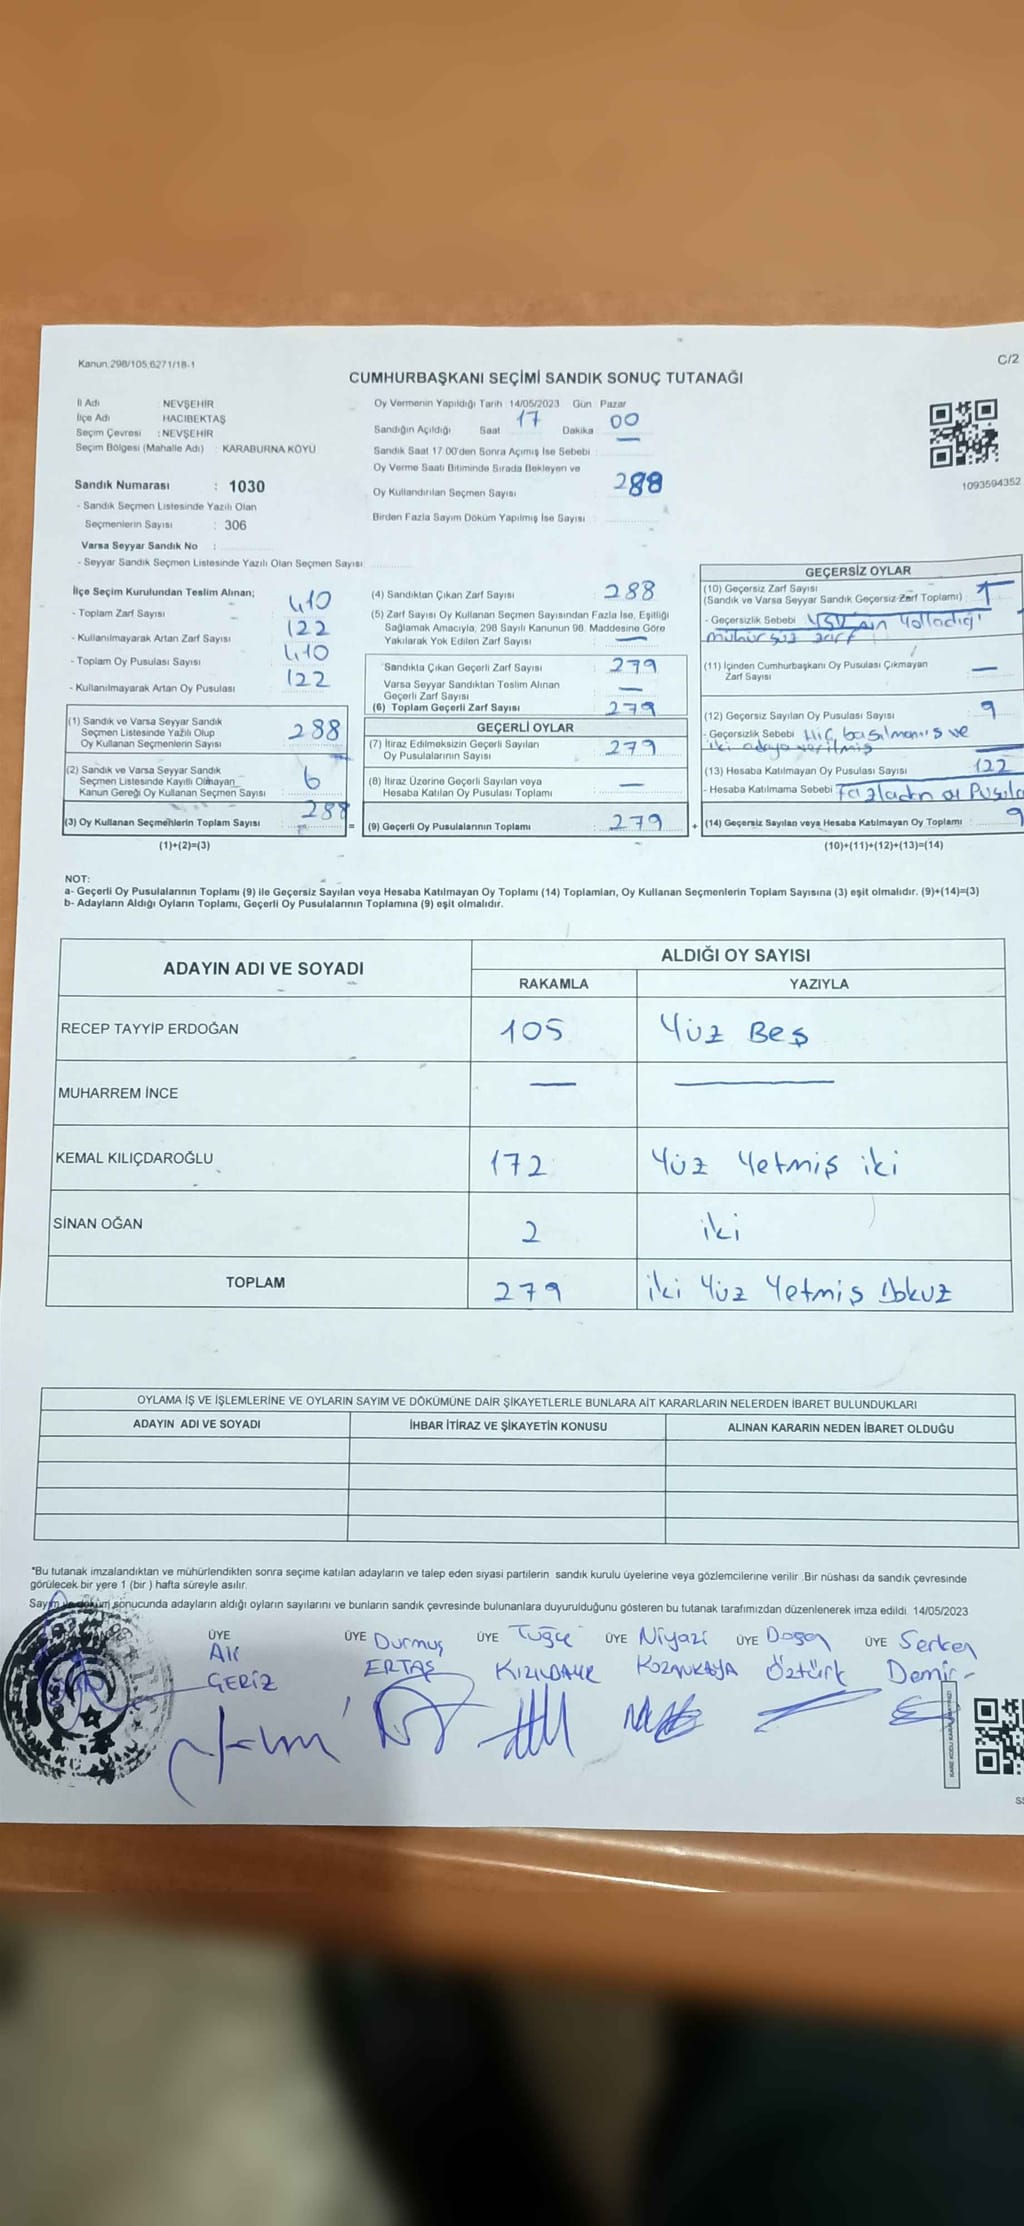 Kanun.298/105.6271/18-1
C/2
CUMHURBAŞKANI SEÇİMİ SANDIK SONUÇ TUTANAĞI
İl Adı : NEVŞEHİR
İlçe Adı : HACIBEKTAŞ
Seçim Çevresi : NEVŞEHİR
Seçim Bölgesi (Mahalle Adı) : KARABURNA KÖYÜ
Sandık Numarası : 1030
- Sandık Seçmen Listesinde Yazılı Olan
Seçmenlerin Sayısı : 306
Varsa Seyyar Sandık No :
- Seyyar Sandık Seçmen Listesinde Yazılı Olan Seçmen Sayısı:
Oy Vermenin Yapıldığı Tarih : 14/05/2023 Gün : Pazar
Sandığın Açıldığı Saat 17 Dakika 00
Sandık Saat 17:00'den Sonra Açımış İse Sebebi : —
Oy Verme Saati Bitiminde Sırada Bekleyen ve
Oy Kullandırılan Seçmen Sayısı : 288
Birden Fazla Sayım Döküm Yapılmış İse Sayısı :
1093594352
İlçe Seçim Kurulundan Teslim Alınan;
- Toplam Zarf Sayısı : 410
- Kullanılmayarak Artan Zarf Sayısı : 122
- Toplam Oy Pusulası Sayısı : 410
- Kullanılmayarak Artan Oy Pusulası : 122
(1) Sandık ve Varsa Seyyar Sandık
Seçmen Listesinde Yazılı Olup
Oy Kullanan Seçmenlerin Sayısı 288
(2) Sandık ve Varsa Seyyar Sandık
Seçmen Listesinde Kayıtlı Olmayan
Kanun Gereği Oy Kullanan Seçmen Sayısı 6
(3) Oy Kullanan Seçmenlerin Toplam Sayısı 288 =
(1)+(2)=(3)
(4) Sandıktan Çıkan Zarf Sayısı : 288
(5) Zarf Sayısı Oy Kullanan Seçmen Sayısından Fazla İse, Eşitliği
Sağlamak Amacıyla; 298 Sayılı Kanunun 98. Maddesine Göre
Yakılarak Yok Edilen Zarf Sayısı : —
Sandıkta Çıkan Geçerli Zarf Sayısı : 279
Varsa Seyyar Sandıktan Teslim Alınan
Geçerli Zarf Sayısı : —
(6) Toplam Geçerli Zarf Sayısı : 279
GEÇERLİ OYLAR
(7) İtiraz Edilmeksizin Geçerli Sayılan
Oy Pusulalarının Sayısı : 279
(8) İtiraz Üzerine Geçerli Sayılan veya
Hesaba Katılan Oy Pusulası Toplamı : —
(9) Geçerli Oy Pusulalarının Toplamı : 279 +
GEÇERSİZ OYLAR
(10) Geçersiz Zarf Sayısı
(Sandık ve Varsa Seyyar Sandık Geçersiz Zarf Toplamı) :
- Geçersizlik Sebebi : yolladığı
mühürsüz zarf
(11) İçinden Cumhurbaşkanı Oy Pusulası Çıkmayan
Zarf Sayısı : —
(12) Geçersiz Sayılan Oy Pusulası Sayısı : 9
- Geçersizlik Sebebi : Hiç basılmamış ve
iki adaya verilmiş
(13) Hesaba Katılmayan Oy Pusulası Sayısı : 122
- Hesaba Katılmama Sebebi : Fazladan oy Pusula
(14) Geçersiz Sayılan veya Hesaba Katılmayan Oy Toplamı : 9
(10)+(11)+(12)+(13)=(14)
NOT:
a- Geçerli Oy Pusulalarının Toplamı (9) ile Geçersiz Sayılan veya Hesaba Katılmayan Oy Toplamı (14) Toplamları, Oy Kullanan Seçmenlerin Toplam Sayısına (3) eşit olmalıdır. (9)+(14)=(3)
b- Adayların Aldığı Oyların Toplamı, Geçerli Oy Pusulalarının Toplamına (9) eşit olmalıdır.
ADAYIN ADI VE SOYADI
ALDIĞI OY SAYISI
RAKAMLA YAZIYLA
RECEP TAYYİP ERDOĞAN 105 Yüz Beş
MUHARREM İNCE — —
KEMAL KILIÇDAROĞLU 172 Yüz Yetmiş iki
SİNAN OĞAN 2 iki
TOPLAM 279 iki Yüz Yetmiş Dokuz
OYLAMA İŞ VE İŞLEMLERİNE VE OYLARIN SAYIM VE DÖKÜMÜNE DAİR ŞİKAYETLERLE BUNLARA AİT KARARLARIN NELERDEN İBARET BULUNDUKLARI
ADAYIN ADI VE SOYADI İHBAR İTİRAZ VE ŞİKAYETİN KONUSU ALINAN KARARIN NEDEN İBARET OLDUĞU
*Bu tutanak imzalandıktan ve mühürlendikten sonra seçime katılan adayların ve talep eden siyasi partilerin sandık kurulu üyelerine veya gözlemcilerine verilir .Bir nüshası da sandık çevresinde
görülecek bir yere 1 (bir ) hafta süreyle asılır.
Sayım ve döküm sonucunda adayların aldığı oyların sayılarını ve bunların sandık çevresinde bulunanlara duyurulduğunu gösteren bu tutanak tarafımızdan düzenlenerek imza edildi. 14/05/2023
ÜYE ÜYE Durmuş ÜYE Tuğçe ÜYE Niyazi ÜYE Dogan ÜYE Serken
Ali ERTAŞ Öztürk Demir
GERİZ